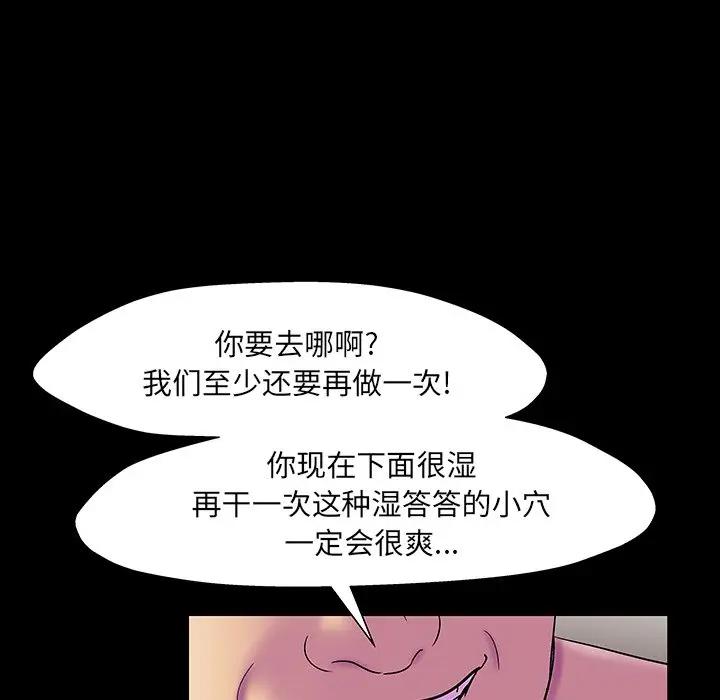 你要去哪啊?
我们至少还要再做一次!
你现在下面很湿
再干一次这种湿答答的小穴
一定会很爽...